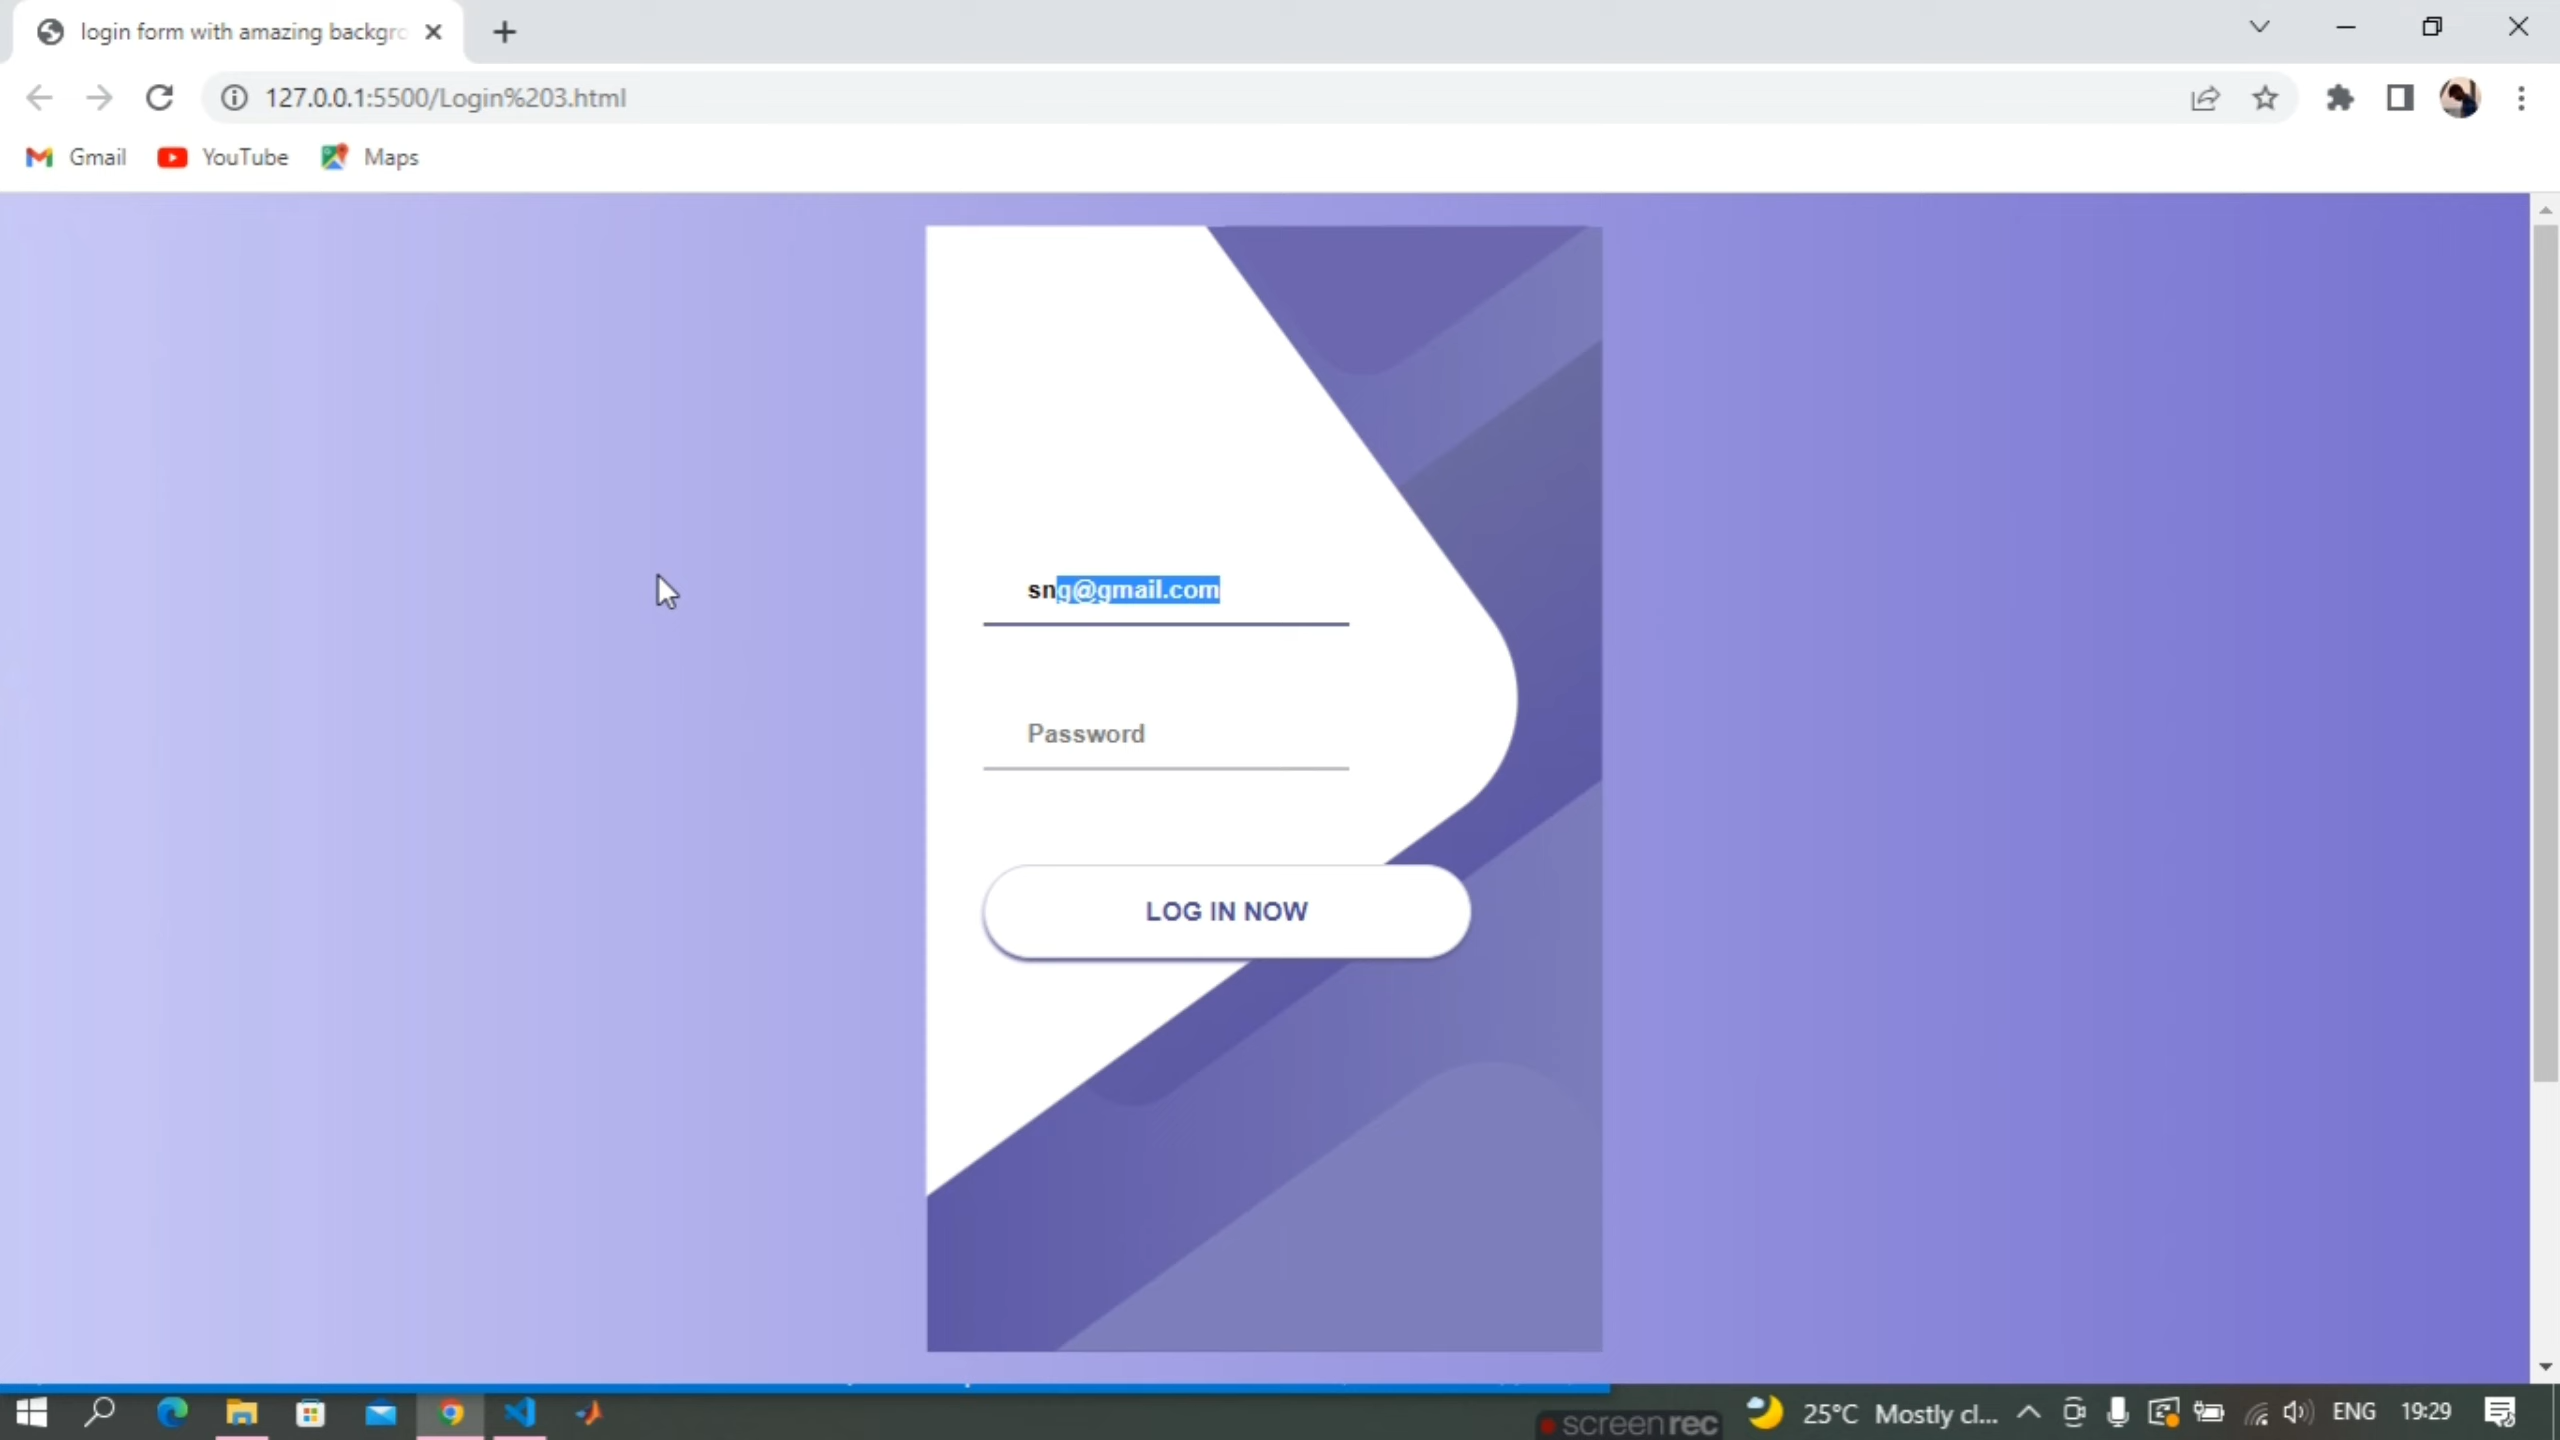 login form with amazing backgro
127.0.0.1:5500/Login%203.html
Gmail YouTube Maps
sng@gmail.com
Password
LOG IN NOW
screenrec
25°C Mostly cl... ENG 19:29